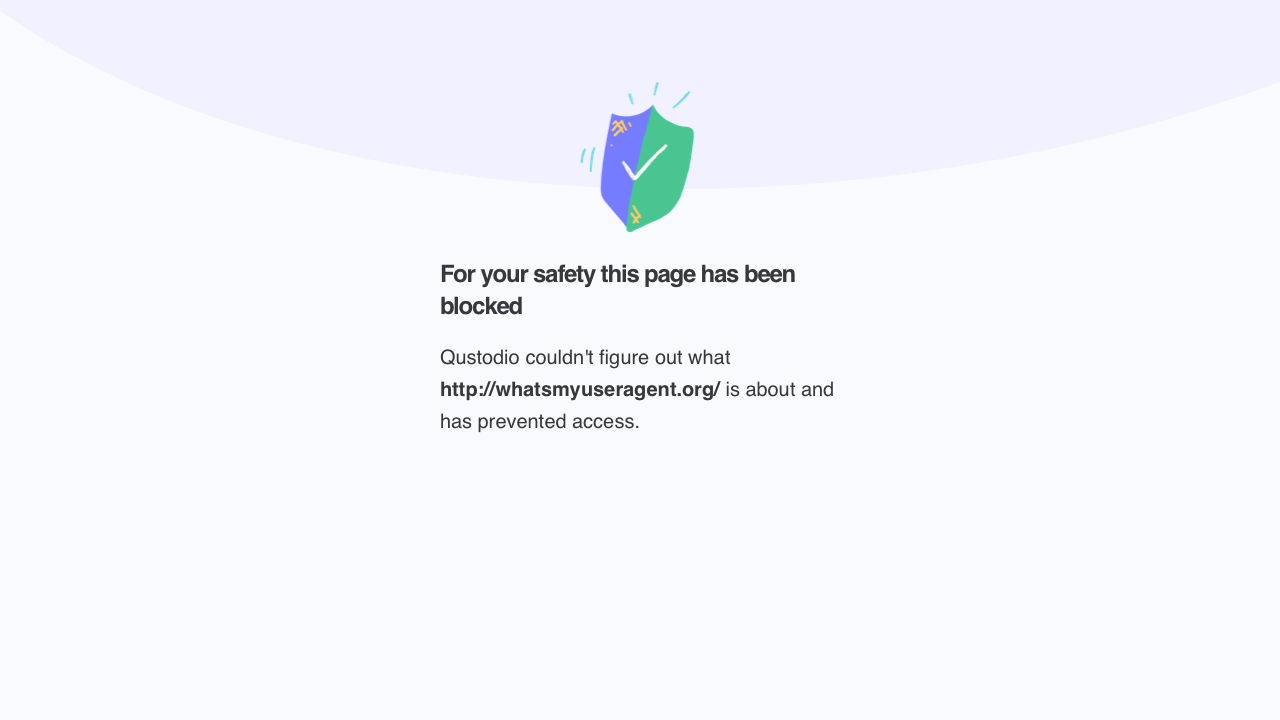 For your safety this page has been
blocked
Qustodio couldn't figure out what
http://whatsmyuseragent.org/ is about and
has prevented access.